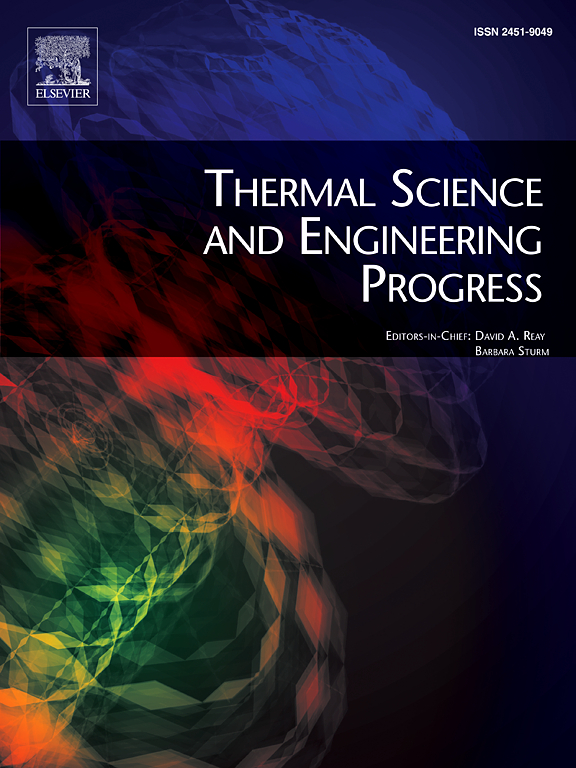 ISSN 2451-9049
ELSEVIER
THERMAL SCIENCE
AND ENGINEERING
PROGRESS
EDITORS-IN-CHIEF: DAVID A. REAY
BARBARA STURM